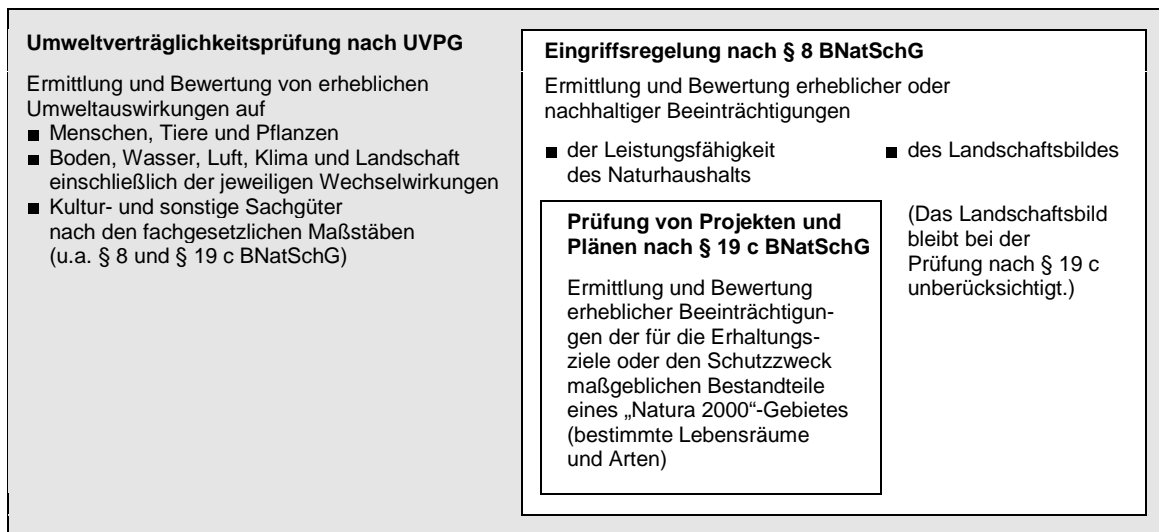 Umweltverträglichkeitsprüfung nach UVPG
Ermittlung und Bewertung von erheblichen
Umweltauswirkungen auf
■ Menschen, Tiere und Pflanzen
■ Boden, Wasser, Luft, Klima und Landschaft
einschließlich der jeweiligen Wechselwirkungen
■ Kultur- und sonstige Sachgüter
nach den fachgesetzlichen Maßstäben
(u.a. § 8 und § 19 c BNatSchG)
Eingriffsregelung nach § 8 BNatSchG
Ermittlung und Bewertung erheblicher oder
nachhaltiger Beeinträchtigungen
■ der Leistungsfähigkeit
des Naturhaushalts
■ des Landschaftsbildes
Prüfung von Projekten und
Plänen nach § 19 c BNatSchG
Ermittlung und Bewertung
erheblicher Beeinträchtigun-
gen der für die Erhaltungs-
ziele oder den Schutzzweck
maßgeblichen Bestandteile
eines „Natura 2000“-Gebietes
(bestimmte Lebensräume
und Arten)
(Das Landschaftsbild
bleibt bei der
Prüfung nach § 19 c
unberücksichtigt.)